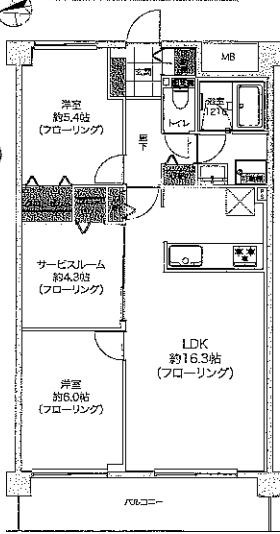 玄関
MB
洋室
約5.4帖
(フローリング)
トイレ
浴室
廊下
サービスルーム
約4.3帖
(フローリング)
LDK
約16.3帖
(フローリング)
洋室
約6.0帖
(フローリング)
バルコニー